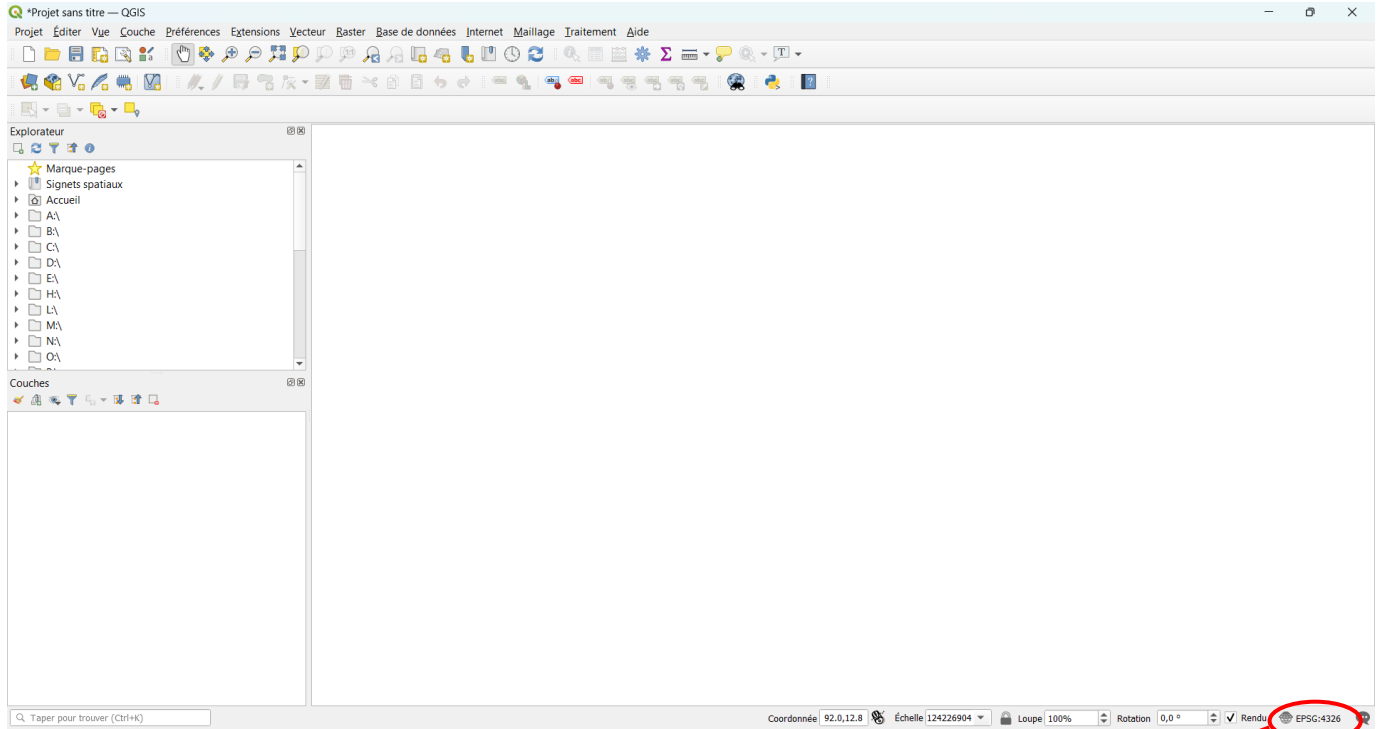 *Projet sans titre — QGIS
Projet Éditer Vue Couche Préférences Extensions Vecteur Raster Base de données Internet Maillage Traitement Aide
Explorateur
Marque-pages
Signets spatiaux
Accueil
A:\
B:\
C:\
D:\
E:\
H:\
L:\
M:\
N:\
O:\
Couches
Taper pour trouver (Ctrl+K)
Coordonnée 92.0,12.8 Échelle 124226904 Loupe 100% Rotation 0,0 ° Rendu EPSG:4326